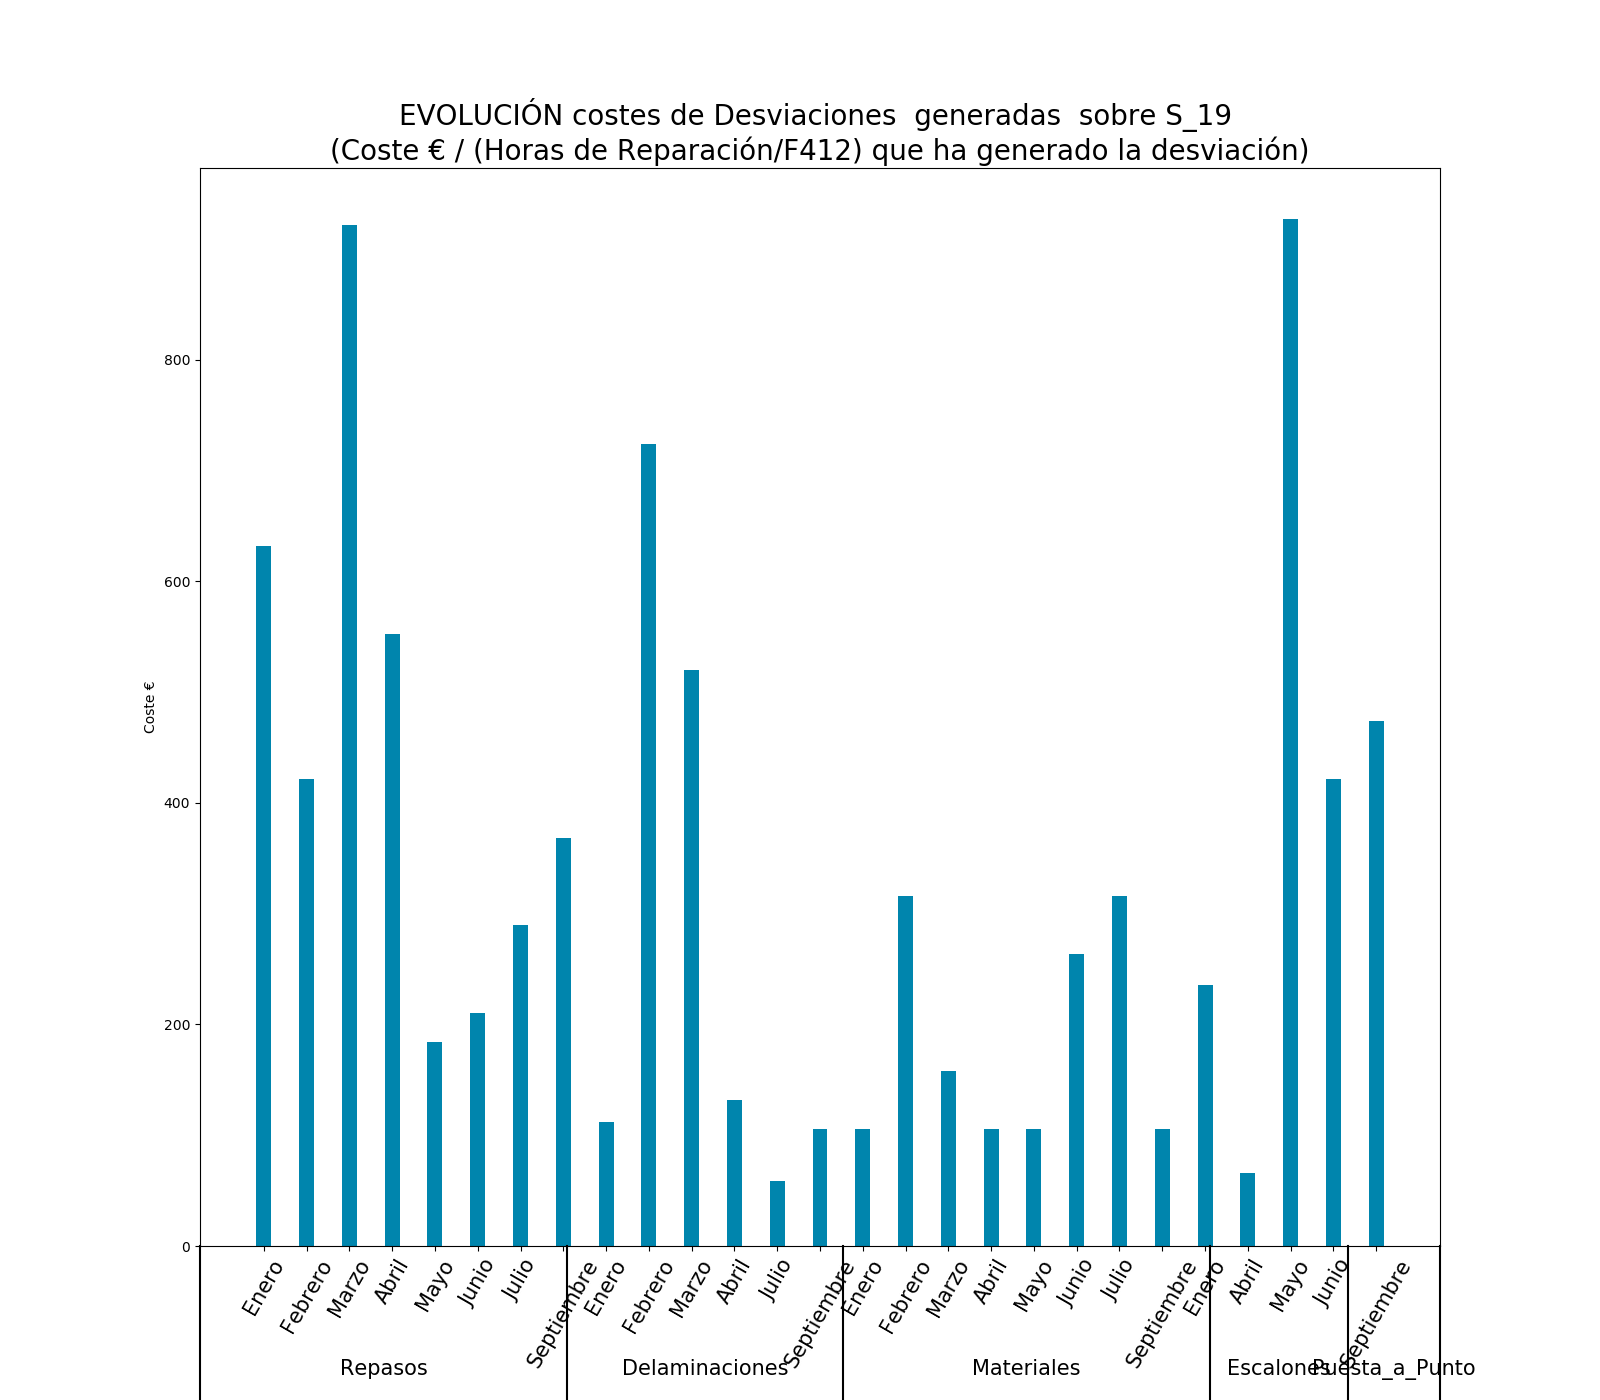 EVOLUCIÓN costes de Desviaciones  generadas  sobre S_19
(Coste € / (Horas de Reparación/F412) que ha generado la desviación)
800
600
400
200
0
Coste €
Enero Febrero Marzo Abril Mayo Junio Julio Septiembre Enero Febrero Marzo Abril Julio Septiembre Enero Febrero Marzo Abril Mayo Junio Julio Septiembre Enero Abril Mayo Junio Septiembre
Repasos Delaminaciones Materiales Escalones Puesta_a_Punto